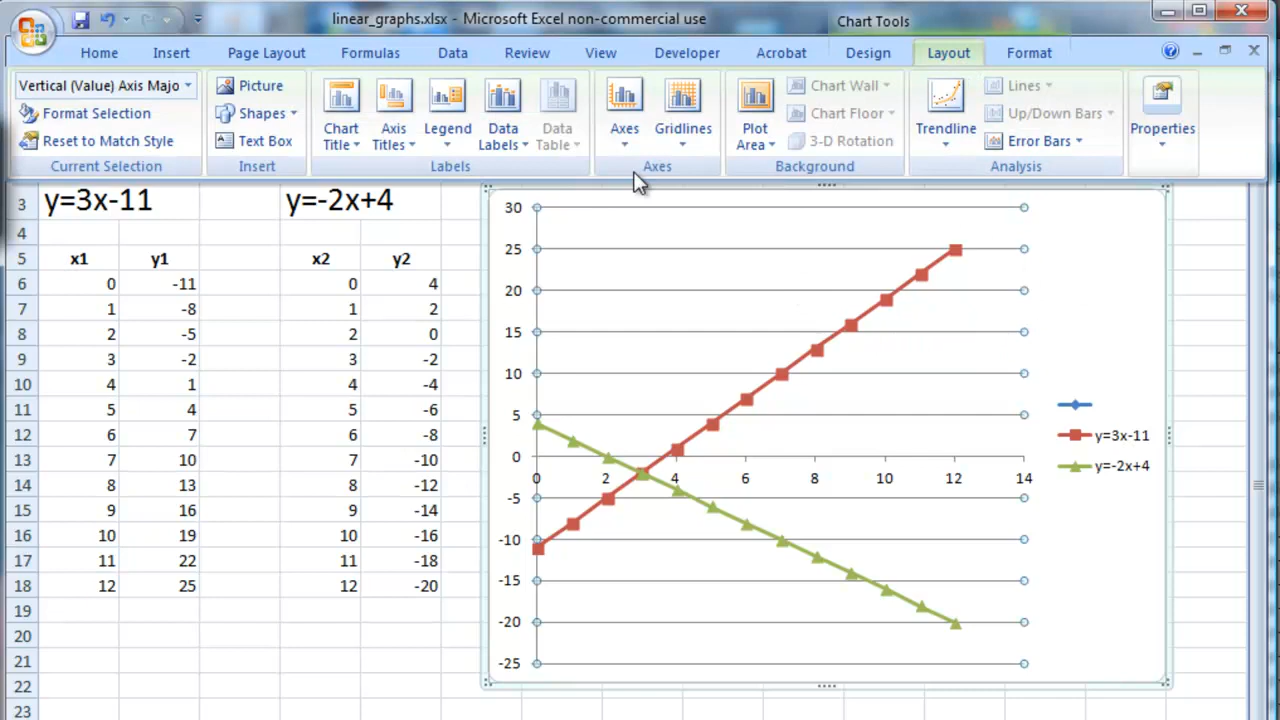 linear_graphs.xlsx - Microsoft Excel non-commercial use
Chart Tools
Home Insert Page Layout Formulas Data Review View Developer Acrobat Design Layout Format
Vertical (Value) Axis Majo
Format Selection
Reset to Match Style
Current Selection
Picture
Shapes
Text Box
Insert
Chart Title
Axis Titles
Legend
Data Labels
Data Table
Labels
Axes
Gridlines
Axes
Plot Area
Chart Wall
Chart Floor
3-D Rotation
Background
Trendline
Lines
Up/Down Bars
Error Bars
Analysis
Properties
3 y=3x-11 y=-2x+4
4
5 x1 y1 x2 y2
6 0 -11 0 4
7 1 -8 1 2
8 2 -5 2 0
9 3 -2 3 -2
10 4 1 4 -4
11 5 4 5 -6
12 6 7 6 -8
13 7 10 7 -10
14 8 13 8 -12
15 9 16 9 -14
16 10 19 10 -16
17 11 22 11 -18
18 12 25 12 -20
19
20
21
22
23
30
25
20
15
10
5
0
-5
-10
-15
-20
-25
0 2 4 6 8 10 12 14
y=3x-11
y=-2x+4